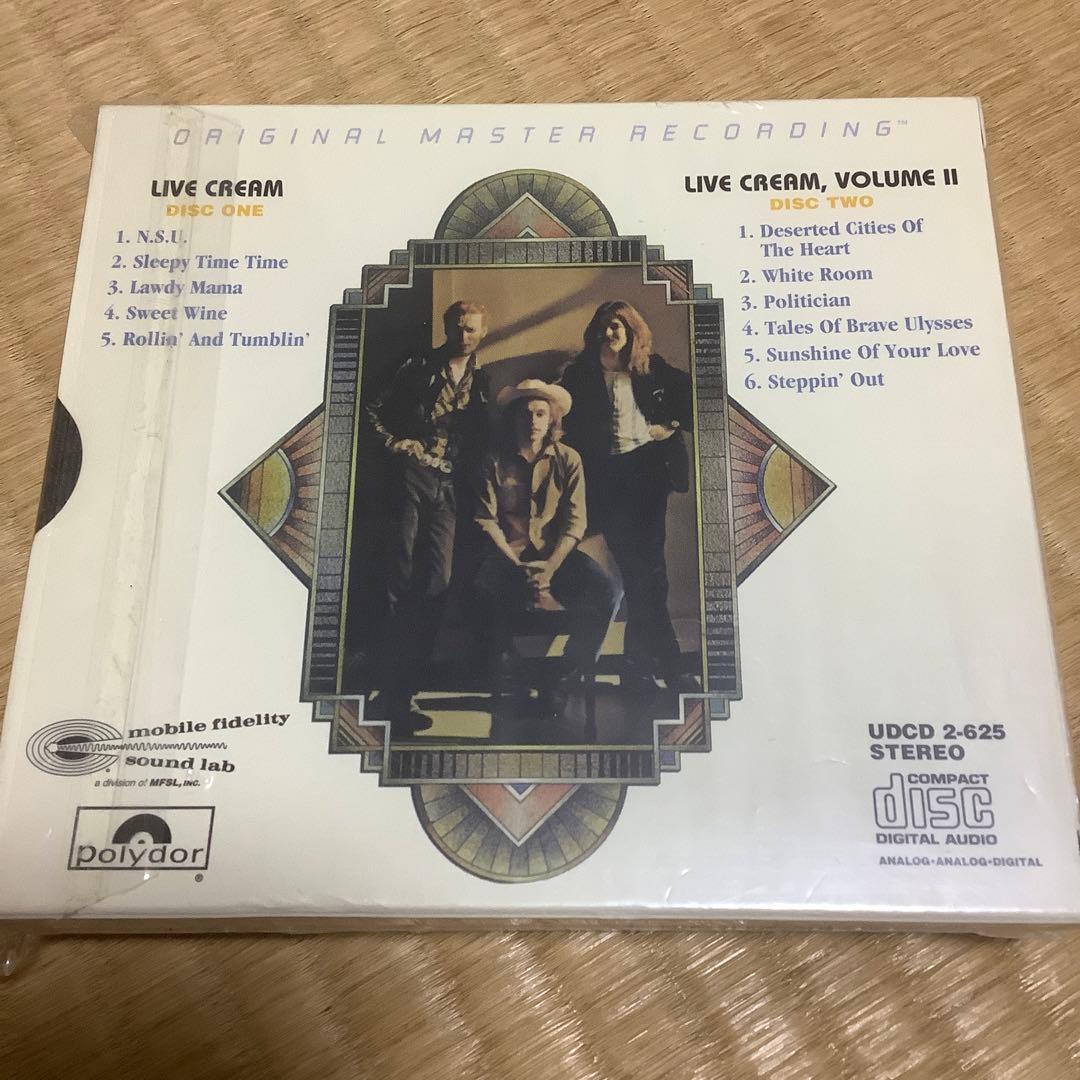 ORIGINAL MASTER RECORDING™
LIVE CREAM
DISC ONE
1. N.S.U.
2. Sleepy Time Time
3. Lawdy Mama
4. Sweet Wine
5. Rollin' And Tumblin'
LIVE CREAM, VOLUME II
DISC TWO
1. Deserted Cities Of
The Heart
2. White Room
3. Politician
4. Tales Of Brave Ulysses
5. Sunshine Of Your Love
6. Steppin' Out
mobile fidelity
sound lab
a division of MFSL, INC.
polydor
®
UDCD 2-625
STEREO
COMPACT
disc
DIGITAL AUDIO
ANALOG•ANALOG•DIGITAL